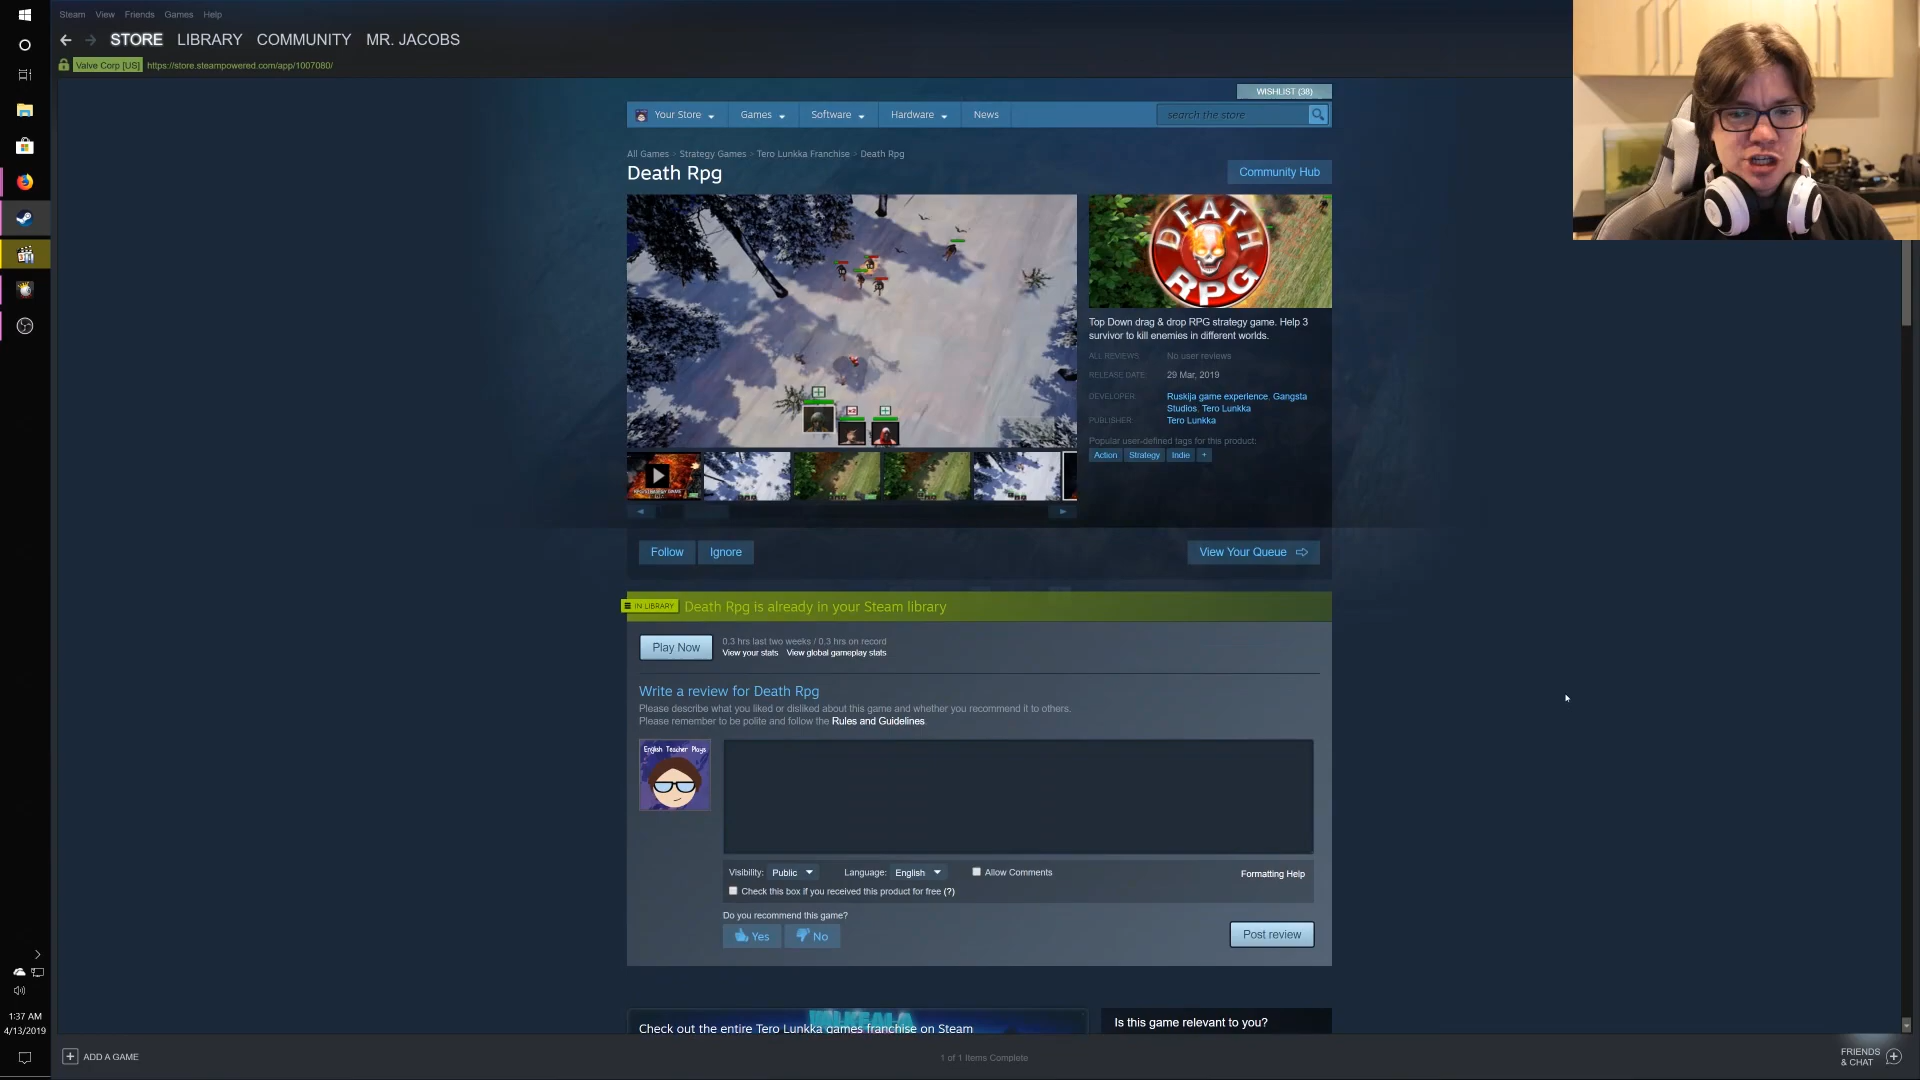 Steam View Friends Games Help
STORE LIBRARY COMMUNITY MR. JACOBS
Valve Corp [US] https://store.steampowered.com/app/1007080/
WISHLIST (38)
Your Store Games Software Hardware News search the store
All Games > Strategy Games > Tero Lunkka Franchise > Death Rpg
Death Rpg
Community Hub
DEATH
RPG
Top Down drag & drop RPG strategy game. Help 3
survivor to kill enemies in different worlds.
ALL REVIEWS: No user reviews
RELEASE DATE: 29 Mar, 2019
DEVELOPER: Ruskija game experience, Gangsta
Studios, Tero Lunkka
PUBLISHER: Tero Lunkka
Popular user-defined tags for this product:
Action Strategy Indie +
Follow Ignore View Your Queue
IN LIBRARY Death Rpg is already in your Steam library
Play Now
0.3 hrs last two weeks / 0.3 hrs on record
View your stats View global gameplay stats
Write a review for Death Rpg
Please describe what you liked or disliked about this game and whether you recommend it to others.
Please remember to be polite and follow the Rules and Guidelines.
English Teacher Plays
Visibility: Public Language: English Allow Comments Formatting Help
Check this box if you received this product for free (?)
Do you recommend this game?
Yes No
Post review
Check out the entire Tero Lunkka games franchise on Steam
Is this game relevant to you?
1:37 AM
4/13/2019
+ ADD A GAME
1 of 1 Items Complete
FRIENDS
& CHAT